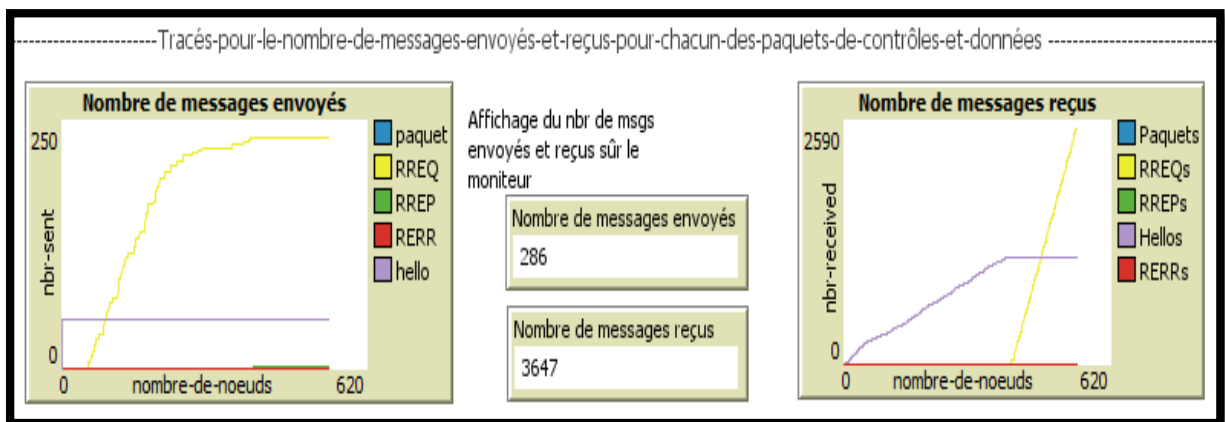 Tracés-pour-le-nombre-de-messages-envoyés-et-reçus-pour-chacun-des-paquets-de-contrôles-et-données
Nombre de messages envoyés
250
nbr-sent
0
0
nombre-de-noeuds
620
paquet
RREQ
RREP
RERR
hello
Affichage du nbr de msgs
envoyés et reçus sûr le
moniteur
Nombre de messages envoyés
286
Nombre de messages reçus
3647
Nombre de messages reçus
2590
nbr-received
0
0
nombre-de-noeuds
620
Paquets
RREQs
RREPs
Hellos
RERRs